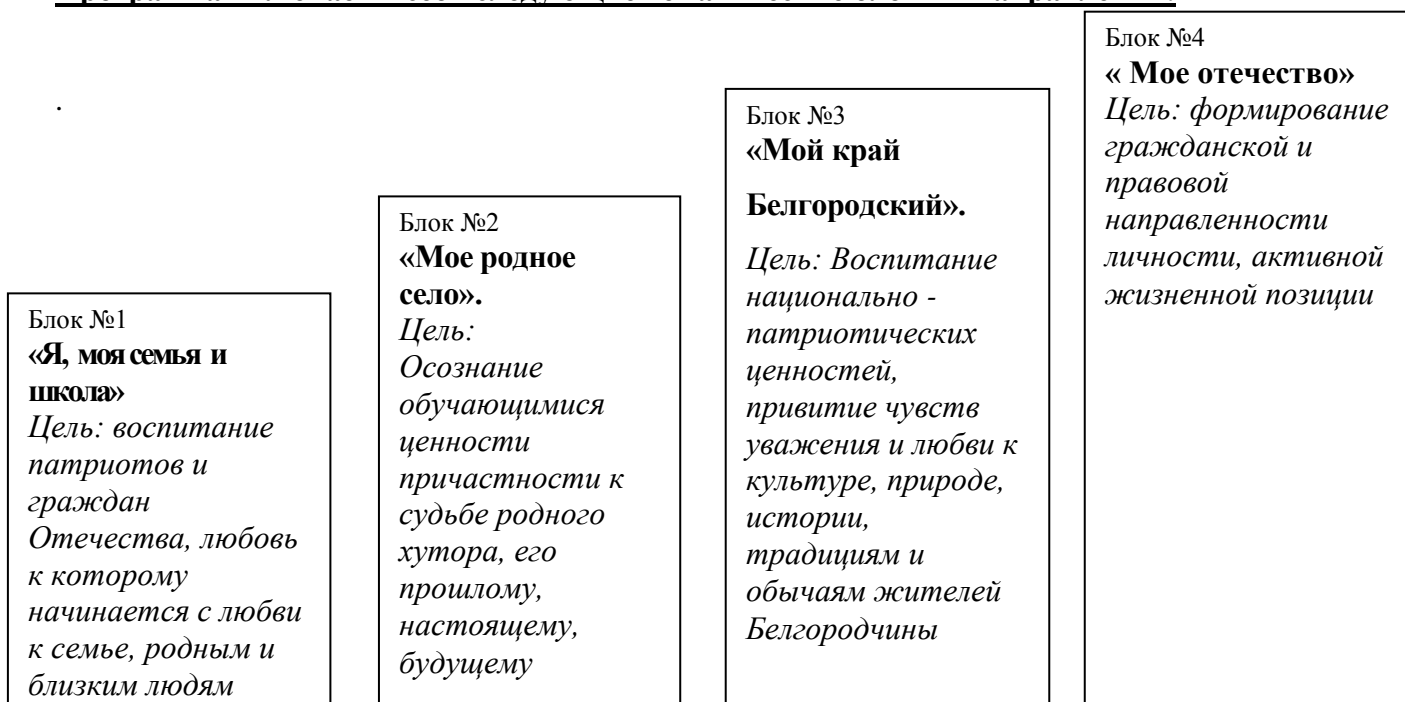 .
Блок №1
«Я, моя семья и
школа»
Цель: воспитание
патриотов и
граждан
Отечества, любовь
к которому
начинается с любви
к семье, родным и
близким людям
Блок №2
«Мое родное
село».
Цель:
Осознание
обучающимися
ценности
причастности к
судьбе родного
хутора, его
прошлому,
настоящему,
будущему
Блок №3
«Мой край
Белгородский».
Цель: Воспитание
национально -
патриотических
ценностей,
привитие чувств
уважения и любви к
культуре, природе,
истории,
традициям и
обычаям жителей
Белгородчины
Блок №4
« Мое отечество»
Цель: формирование
гражданской и
правовой
направленности
личности, активной
жизненной позиции